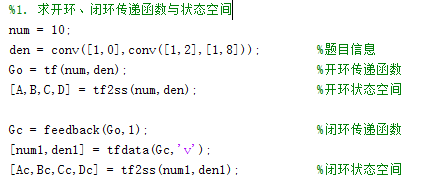 %1. 求开环、闭环传递函数与状态空间
num = 10;
den = conv([1,0],conv([1,2],[1,8])); %题目信息
Go = tf(num,den); %开环传递函数
[A,B,C,D] = tf2ss(num,den); %开环状态空间
Gc = feedback(Go,1); %闭环传递函数
[num1,den1] = tfdata(Gc,'v');
[Ac,Bc,Cc,Dc] = tf2ss(num1,den1); %闭环状态空间